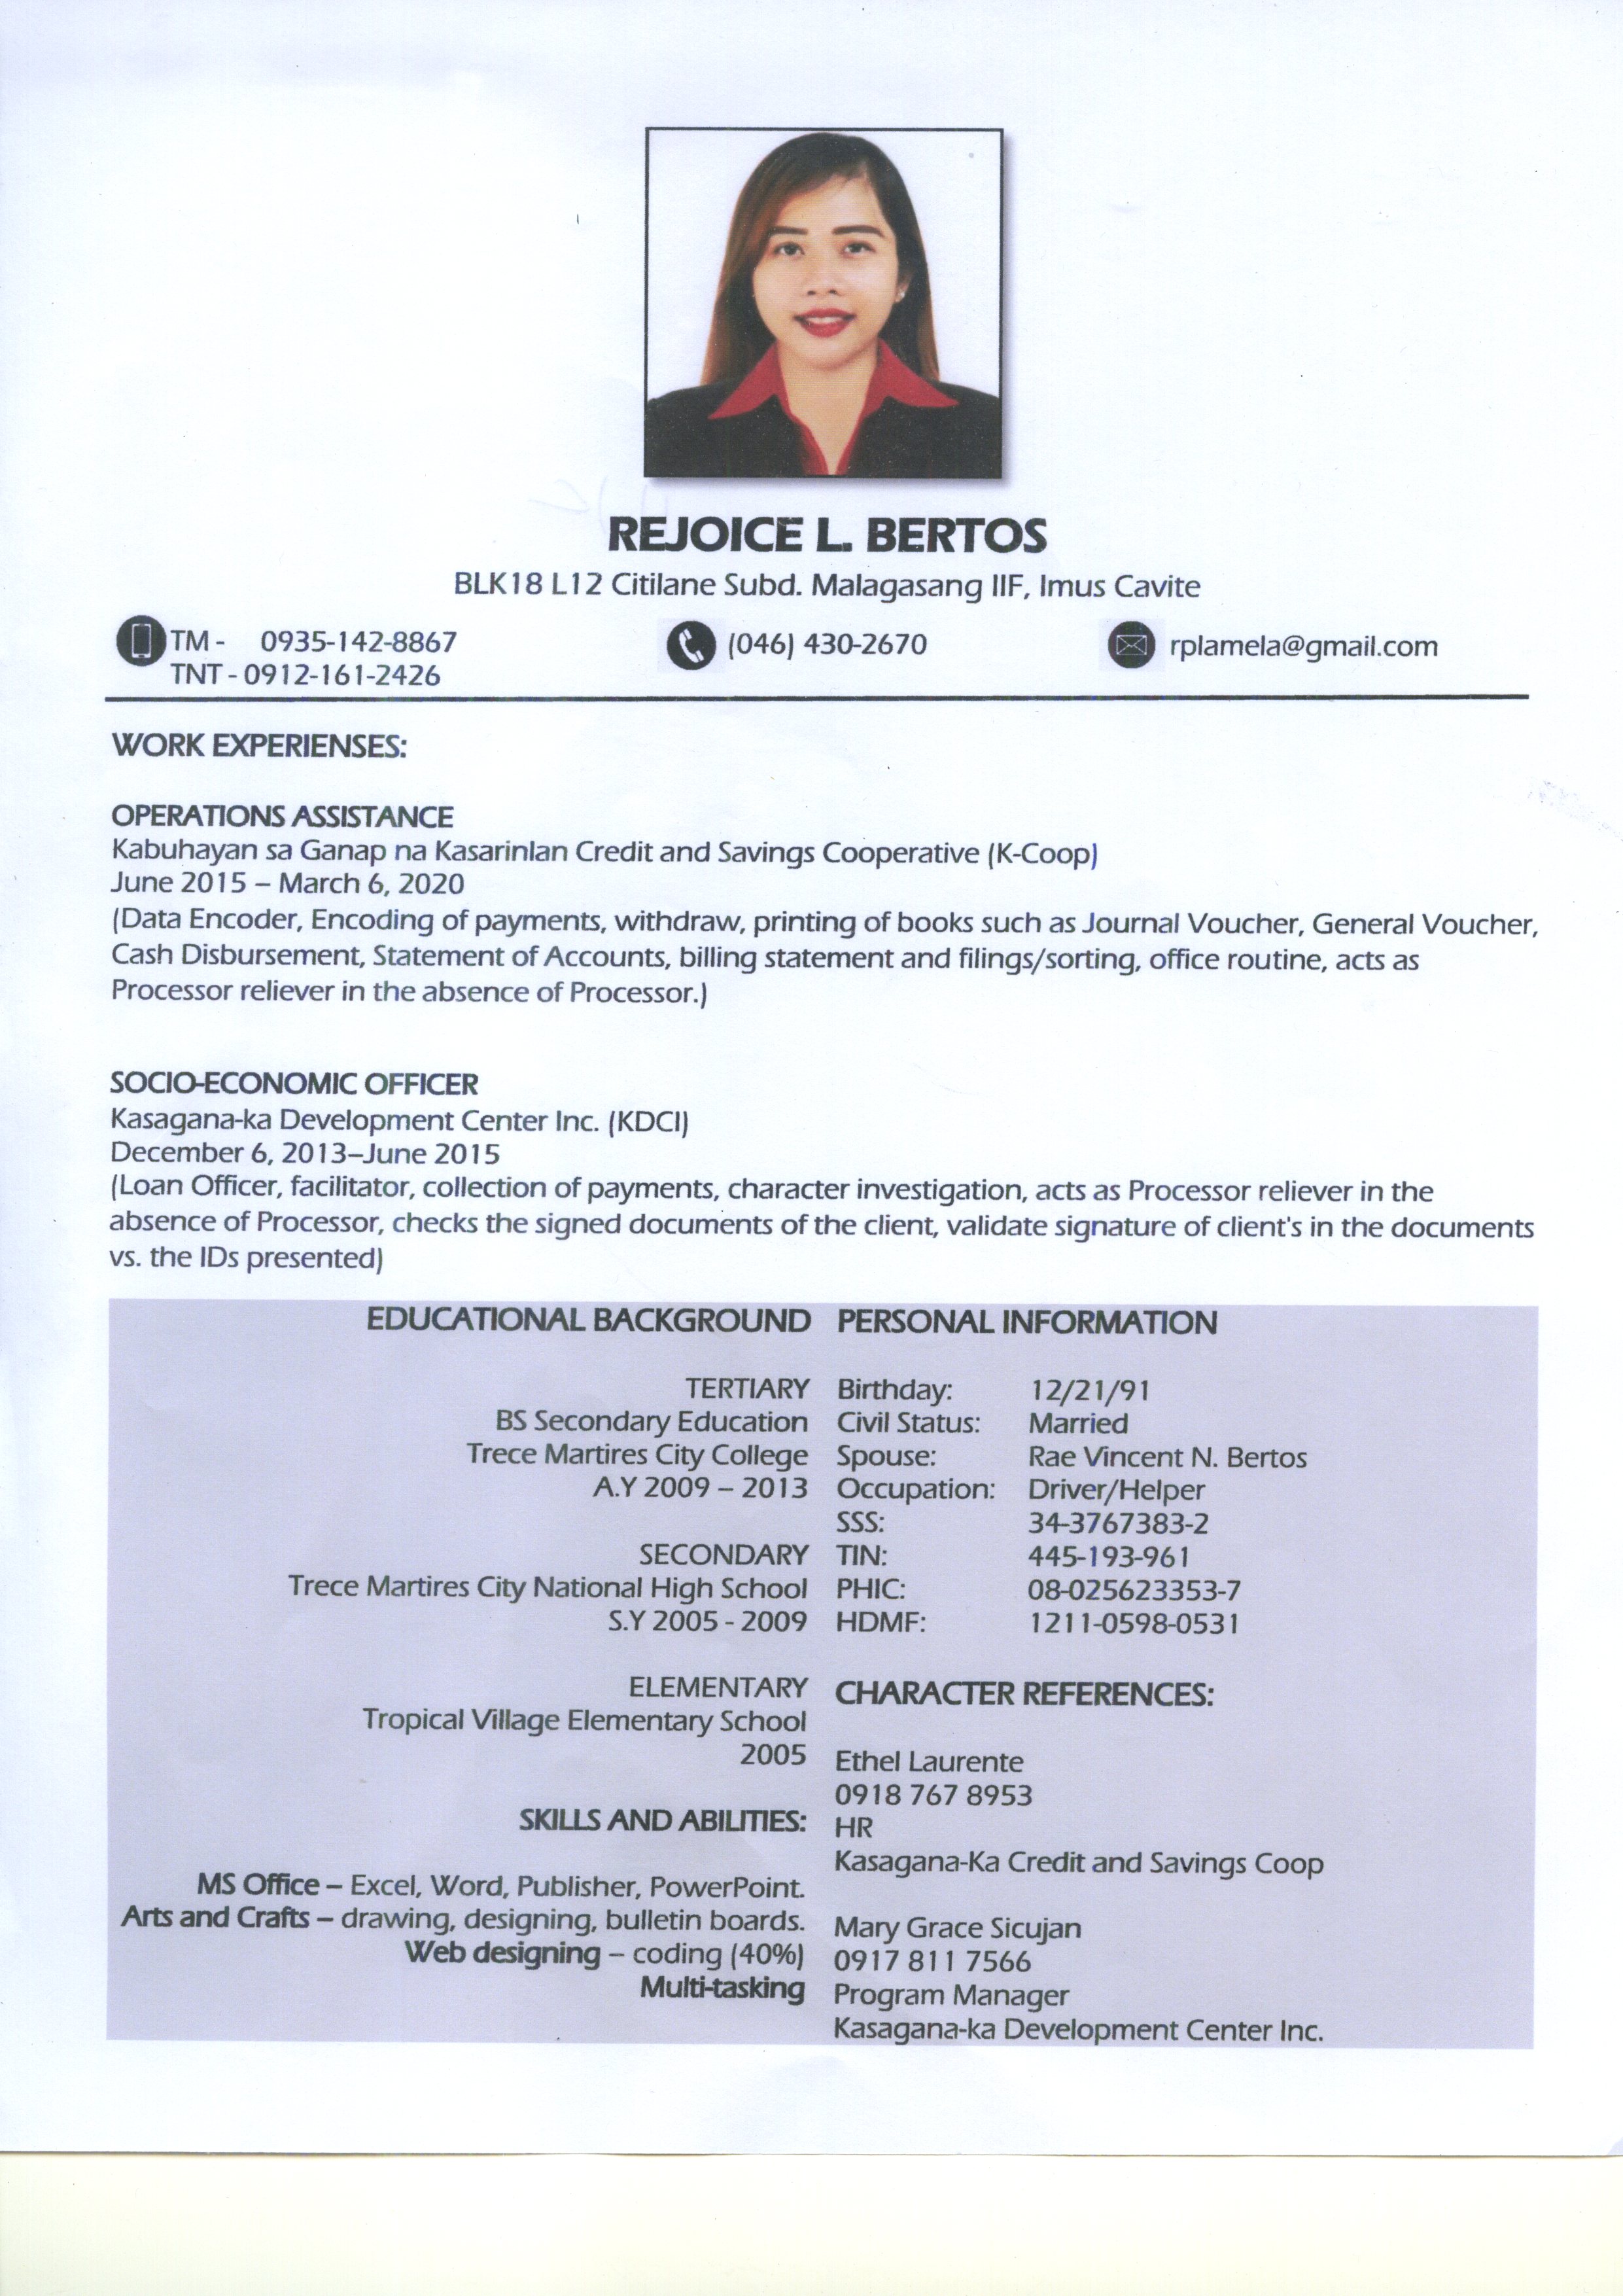 REJOICE L. BERTOS
BLK18 L12 Citilane Subd. Malagasang IIF, Imus Cavite
TM - 0935-142-8867
TNT - 0912-161-2426
(046) 430-2670
rplamela@gmail.com
WORK EXPERIENSES:
OPERATIONS ASSISTANCE
Kabuhayan sa Ganap na Kasarinlan Credit and Savings Cooperative (K-Coop)
June 2015 – March 6, 2020
(Data Encoder, Encoding of payments, withdraw, printing of books such as Journal Voucher, General Voucher,
Cash Disbursement, Statement of Accounts, billing statement and filings/sorting, office routine, acts as
Processor reliever in the absence of Processor.)
SOCIO-ECONOMIC OFFICER
Kasagana-ka Development Center Inc. (KDCI)
December 6, 2013–June 2015
(Loan Officer, facilitator, collection of payments, character investigation, acts as Processor reliever in the
absence of Processor, checks the signed documents of the client, validate signature of client's in the documents
vs. the IDs presented)
EDUCATIONAL BACKGROUND
TERTIARY
BS Secondary Education
Trece Martires City College
A.Y 2009 – 2013
SECONDARY
Trece Martires City National High School
S.Y 2005 - 2009
ELEMENTARY
Tropical Village Elementary School
2005
SKILLS AND ABILITIES:
MS Office – Excel, Word, Publisher, PowerPoint.
Arts and Crafts – drawing, designing, bulletin boards.
Web designing – coding (40%)
Multi-tasking
PERSONAL INFORMATION
Birthday: 12/21/91
Civil Status: Married
Spouse: Rae Vincent N. Bertos
Occupation: Driver/Helper
SSS: 34-3767383-2
TIN: 445-193-961
PHIC: 08-025623353-7
HDMF: 1211-0598-0531
CHARACTER REFERENCES:
Ethel Laurente
0918 767 8953
HR
Kasagana-Ka Credit and Savings Coop
Mary Grace Sicujan
0917 811 7566
Program Manager
Kasagana-ka Development Center Inc.